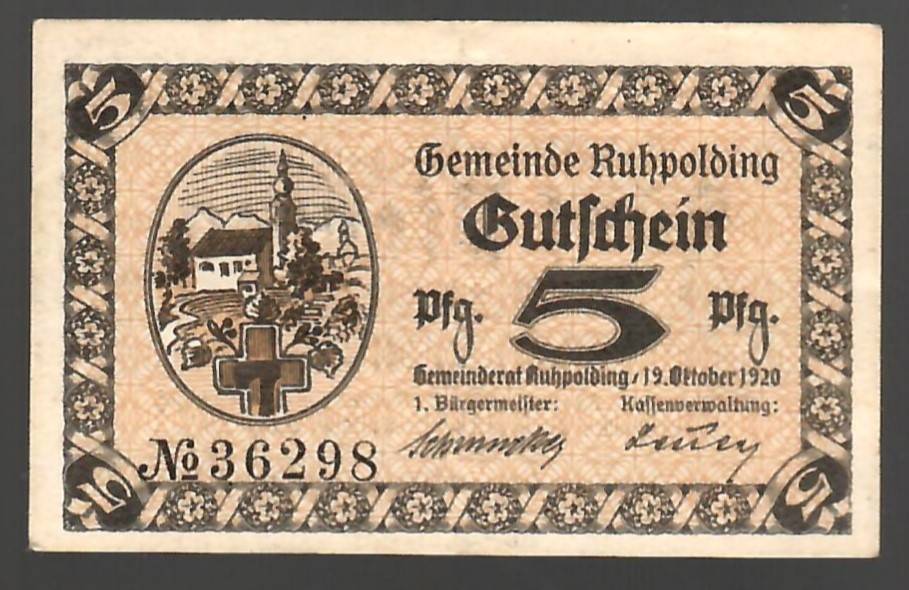 5 5
Gemeinde Ruhpolding
Gutschein
Pfg. 5 Pfg.
Gemeinderat Ruhpolding, 19. Oktober 1920
1. Bürgermeister: Kassenverwaltung:
№ 36298
5 5